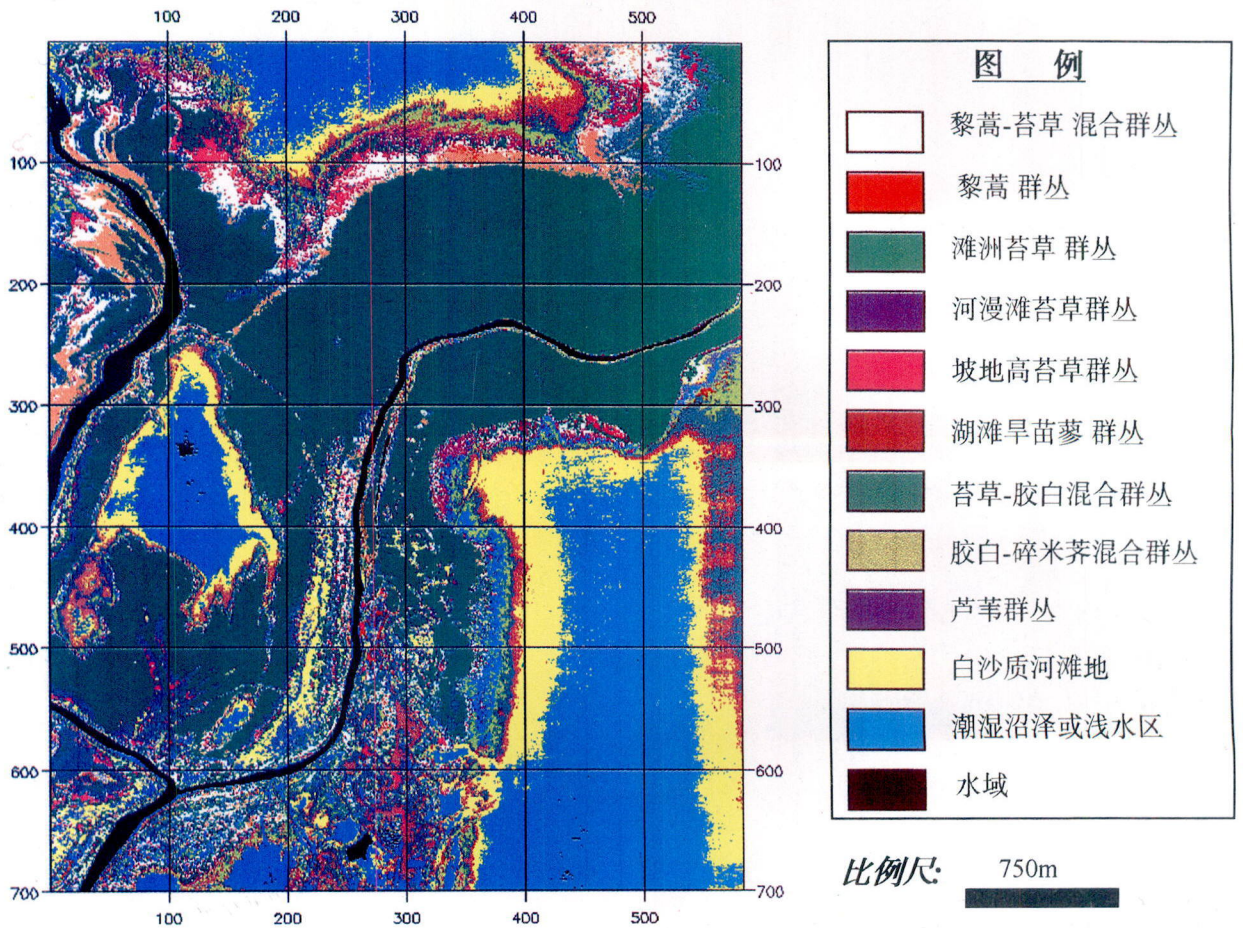 100 200 300 400 500
图 例
黎蒿-苔草 混合群丛
黎蒿 群丛
滩洲苔草 群丛
河漫滩苔草群丛
坡地高苔草群丛
湖滩旱苗蓼 群丛
苔草-胶白混合群丛
胶白-碎米荠混合群丛
芦苇群丛
白沙质河滩地
潮湿沼泽或浅水区
水域
100 100
200 200
300 300
400 400
500 500
600 600
700 700
100 200 300 400 500
比例尺: 750m